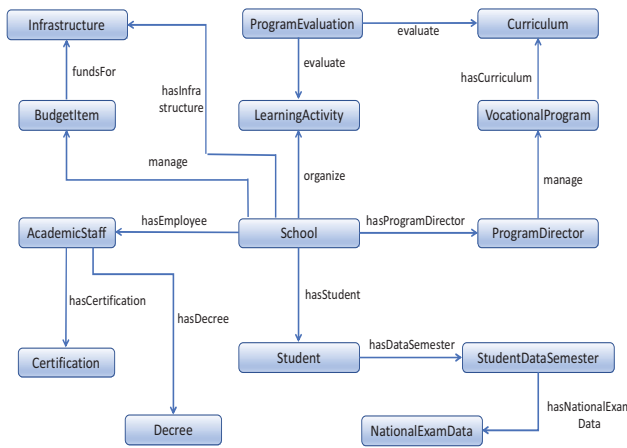 Infrastructure
ProgramEvaluation
evaluate
Curriculum
fundsFor
hasInfra
structure
evaluate
hasCurriculum
BudgetItem
LearningActivity
VocationalProgram
manage
organize
manage
hasEmployee
hasProgramDirector
AcademicStaff
School
ProgramDirector
hasCertification
hasStudent
hasDecree
hasDataSemester
Certification
Student
StudentDataSemester
hasNationalExam
Data
Decree
NationalExamData